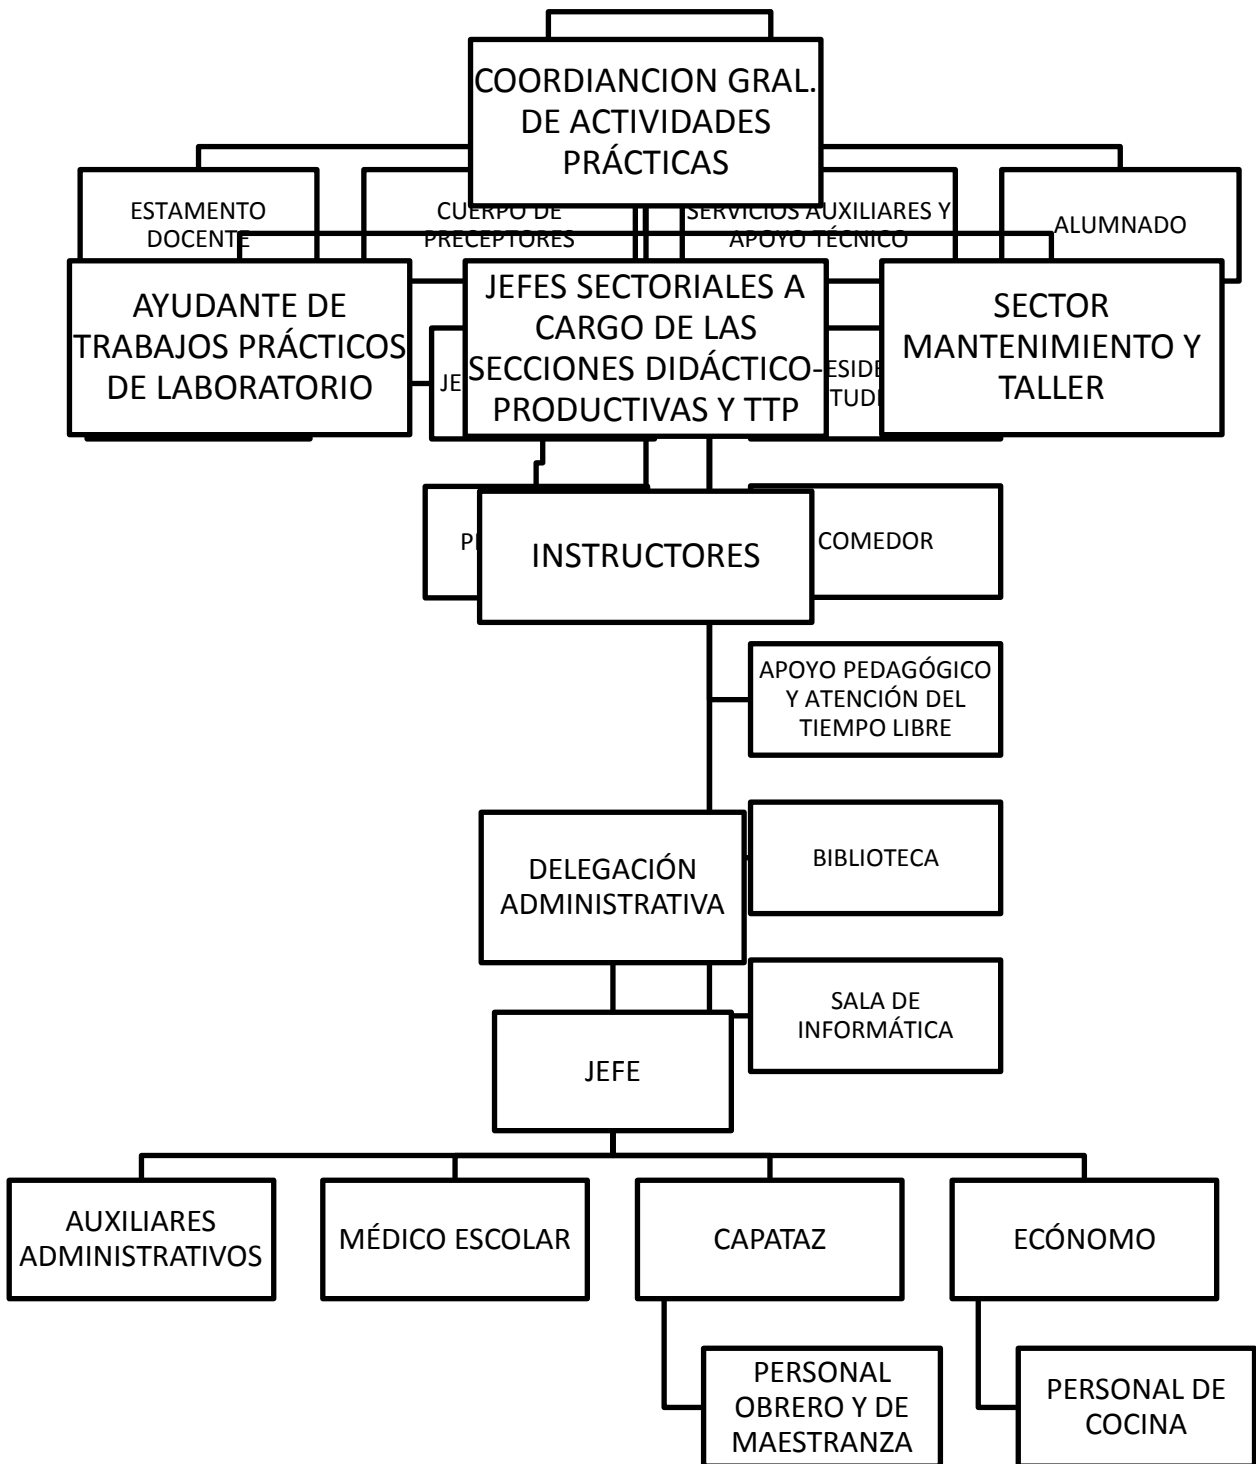 COORDIANCION GRAL.
DE ACTIVIDADES
PRÁCTICAS
ESTAMENTO
DOCENTE
CUERPO DE
PRECEPTORES
SERVICIOS AUXILIARES Y
APOYO TÉCNICO
ALUMNADO
AYUDANTE DE
TRABAJOS PRÁCTICOS
DE LABORATORIO
JEFES SECTORIALES A
CARGO DE LAS
SECCIONES DIDÁCTICO-
PRODUCTIVAS Y TTP
SECTOR
MANTENIMIENTO Y
TALLER
INSTRUCTORES
COMEDOR
APOYO PEDAGÓGICO
Y ATENCIÓN DEL
TIEMPO LIBRE
DELEGACIÓN
ADMINISTRATIVA
BIBLIOTECA
SALA DE
INFORMÁTICA
JEFE
AUXILIARES
ADMINISTRATIVOS
MÉDICO ESCOLAR
CAPATAZ
ECÓNOMO
PERSONAL
OBRERO Y DE
MAESTRANZA
PERSONAL DE
COCINA